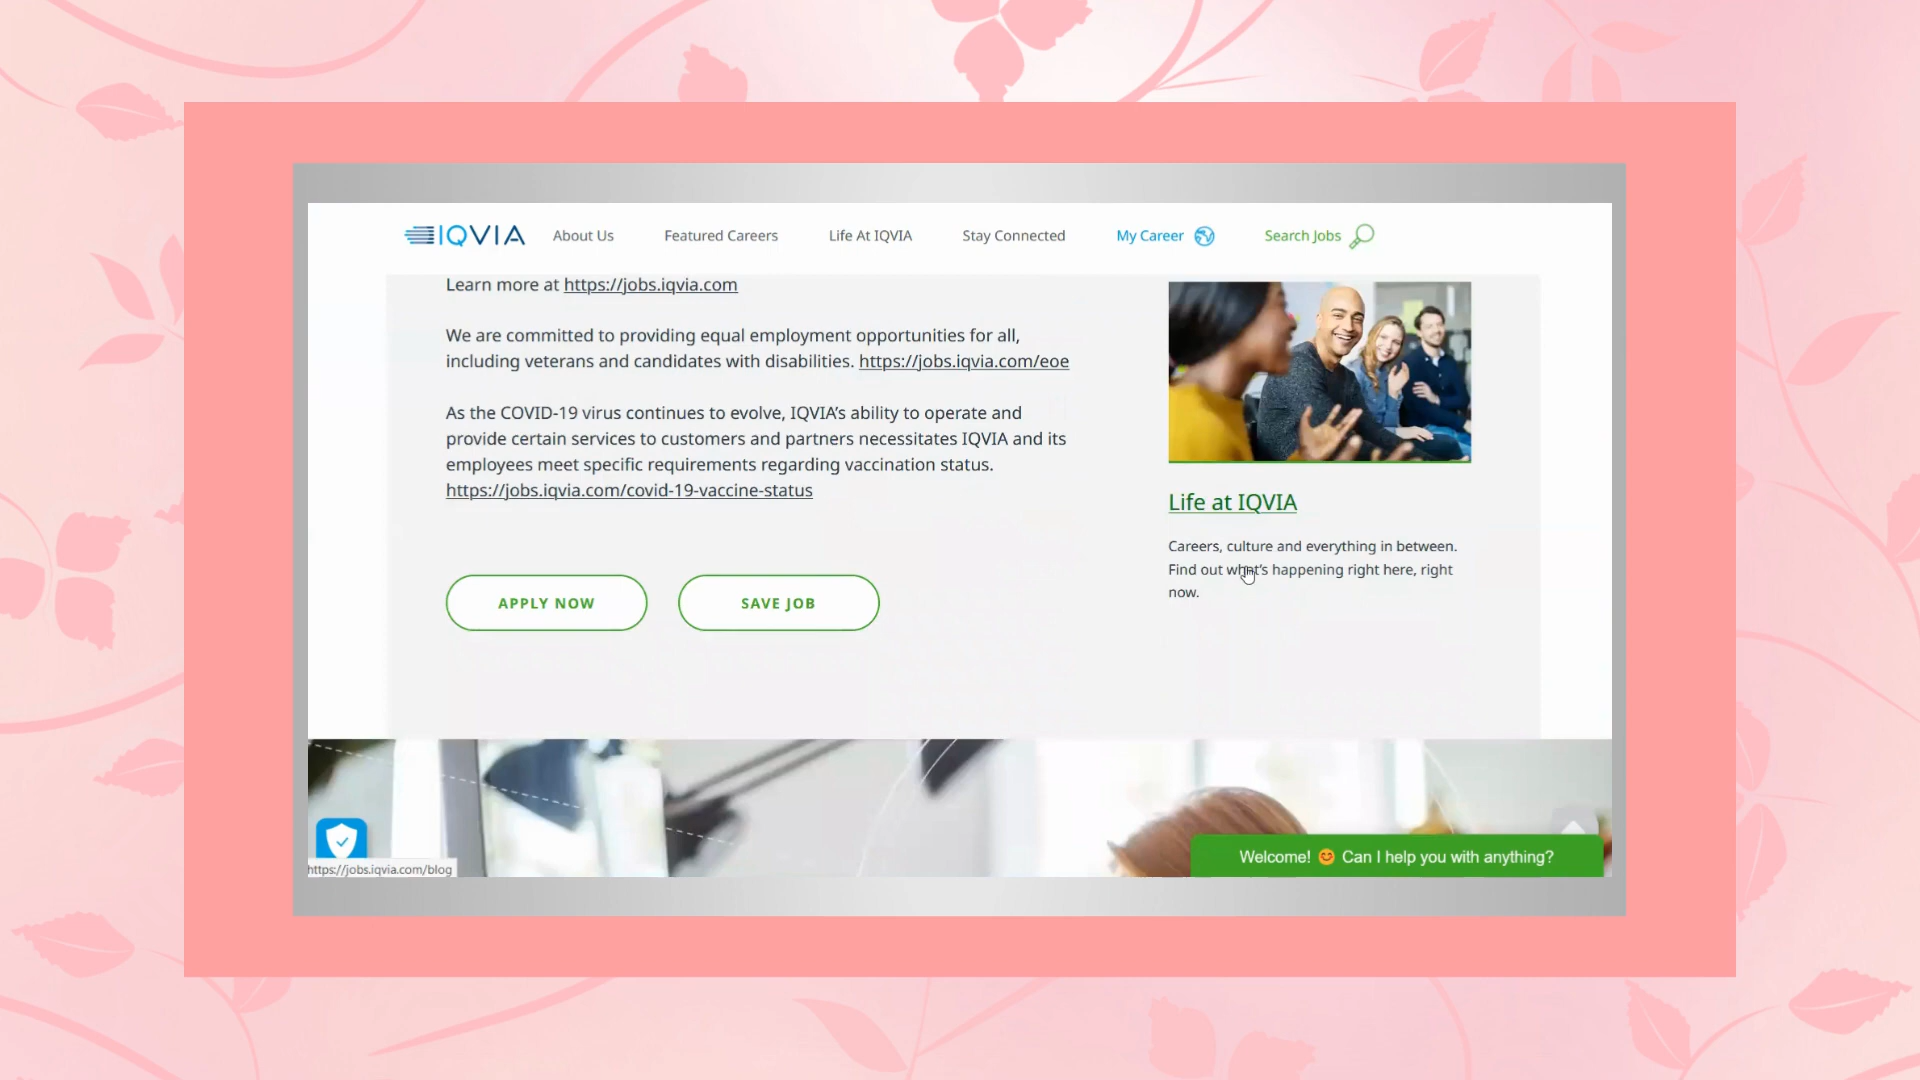 IQVIA
About Us
Featured Careers
Life At IQVIA
Stay Connected
My Career
Search Jobs
Learn more at https://jobs.iqvia.com
We are committed to providing equal employment opportunities for all,
including veterans and candidates with disabilities. https://jobs.iqvia.com/eoe
As the COVID-19 virus continues to evolve, IQVIA’s ability to operate and
provide certain services to customers and partners necessitates IQVIA and its
employees meet specific requirements regarding vaccination status.
https://jobs.iqvia.com/covid-19-vaccine-status
APPLY NOW
SAVE JOB
Life at IQVIA
Careers, culture and everything in between.
Find out what's happening right here, right
now.
https://jobs.iqvia.com/blog
Welcome! 😊 Can I help you with anything?